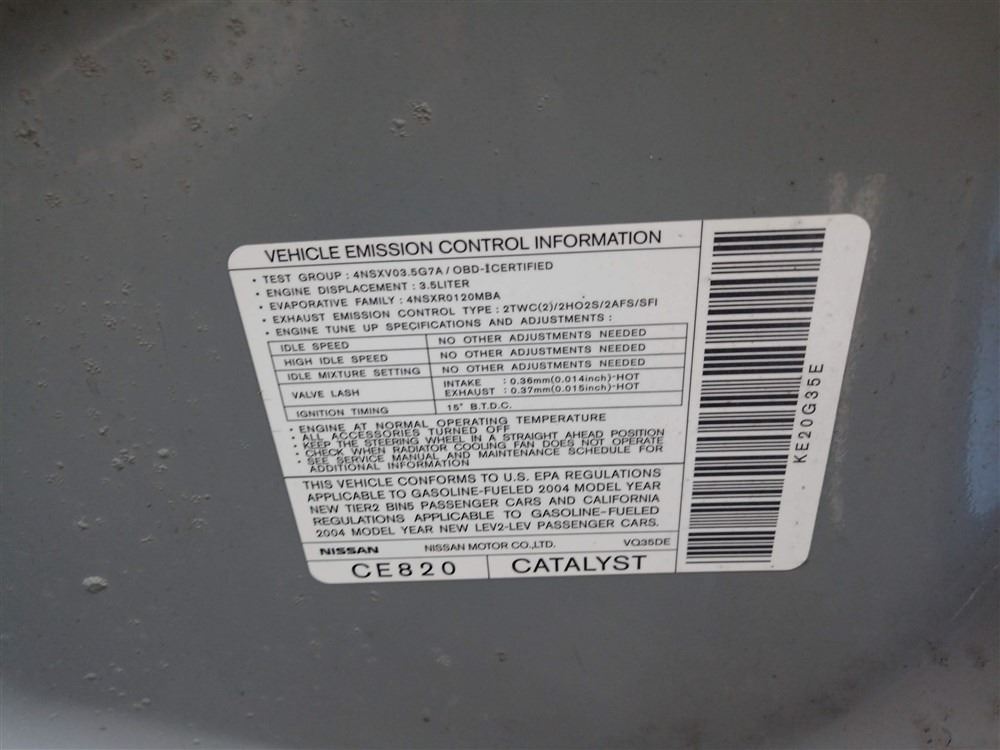 VEHICLE EMISSION CONTROL INFORMATION
• TEST GROUP : 4NSXV03.5G7A / OBD-ⅡCERTIFIED
• ENGINE DISPLACEMENT : 3.5LITER
• EVAPORATIVE FAMILY : 4NSXR0120MBA
• EXHAUST EMISSION CONTROL TYPE : 2TWC(2)/2HO2S/2AFS/SFI
• ENGINE TUNE UP SPECIFICATIONS AND ADJUSTMENTS :
IDLE SPEED NO OTHER ADJUSTMENTS NEEDED
HIGH IDLE SPEED NO OTHER ADJUSTMENTS NEEDED
IDLE MIXTURE SETTING NO OTHER ADJUSTMENTS NEEDED
VALVE LASH INTAKE : 0.36mm(0.014inch)-HOT
EXHAUST : 0.37mm(0.015inch)-HOT
IGNITION TIMING 15° B.T.D.C.
• ENGINE AT NORMAL OPERATING TEMPERATURE
• ALL ACCESSORIES TURNED OFF
• KEEP THE STEERING WHEEL IN A STRAIGHT AHEAD POSITION
• CHECK WHEN RADIATOR COOLING FAN DOES NOT OPERATE
• SEE SERVICE MANUAL AND MAINTENANCE SCHEDULE FOR
ADDITIONAL INFORMATION
THIS VEHICLE CONFORMS TO U.S. EPA REGULATIONS
APPLICABLE TO GASOLINE-FUELED 2004 MODEL YEAR
NEW TIER2 BIN5 PASSENGER CARS AND CALIFORNIA
REGULATIONS APPLICABLE TO GASOLINE-FUELED
2004 MODEL YEAR NEW LEV2-LEV PASSENGER CARS.
NISSAN NISSAN MOTOR CO.,LTD. VQ35DE
CE820 CATALYST
KE20G35E